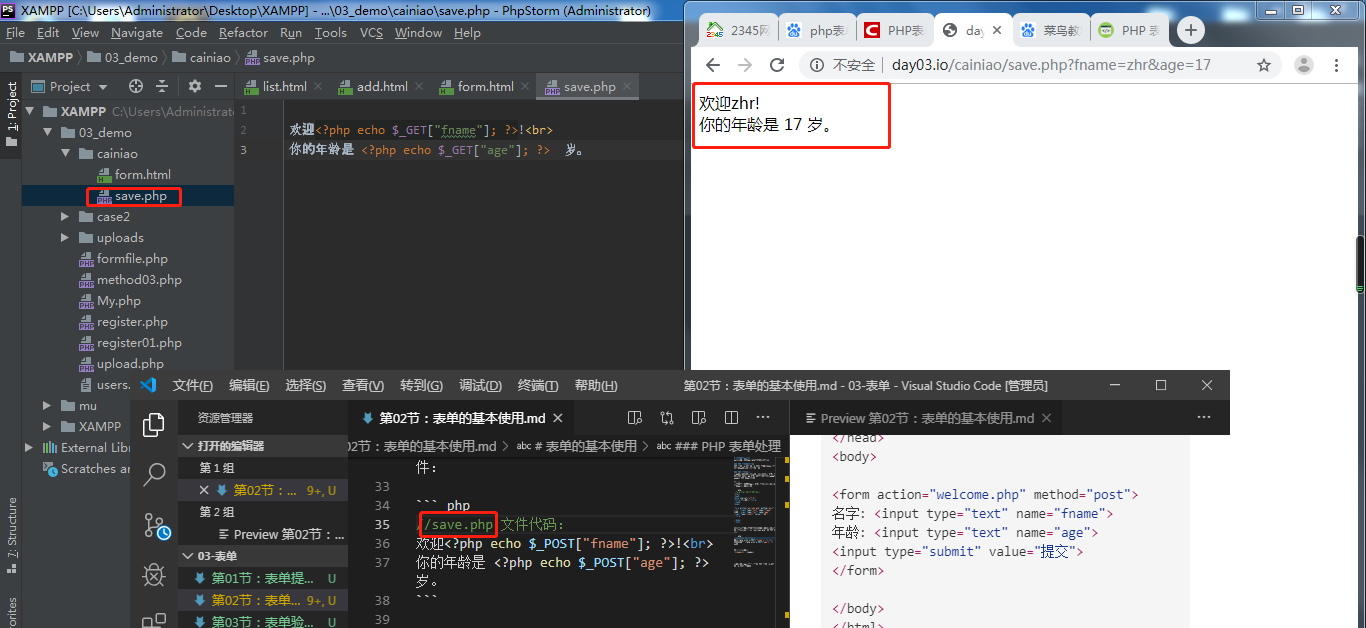 XAMPP [C:\Users\Administrator\Desktop\XAMPP] - ...\03_demo\cainiao\save.php - PhpStorm (Administrator)
File Edit View Navigate Code Refactor Run Tools VCS Window Help
XAMPP 03_demo cainiao save.php
Project
list.html add.html form.html save.php
1: Project
XAMPP C:\Users\Administrat
03_demo
cainiao
form.html
save.php
case2
uploads
formfile.php
method03.php
My.php
register.php
register01.php
upload.php
users.
mu
XAMPP
External Libr
Scratches ar
7: Structure
orites
1
2 欢迎<?php echo $_GET["fname"]; ?>!<br>
3 你的年龄是 <?php echo $_GET["age"]; ?> 岁。
2345网 php表 PHP表 day 菜鸟教 PHP 表
不安全 day03.io/cainiao/save.php?fname=zhr&age=17
欢迎zhr!
你的年龄是 17 岁。
文件(F) 编辑(E) 选择(S) 查看(V) 转到(G) 调试(D) 终端(T) 帮助(H) 第02节：表单的基本使用.md - 03-表单 - Visual Studio Code [管理员]
资源管理器
打开的编辑器
第 1 组
第02节：... 9+, U
第 2 组
Preview 第02节：...
03-表单
第01节：表单提... U
第02节：表单... 9+, U
第03节：表单验... U
第02节：表单的基本使用.md
02节：表单的基本使用.md > abc # 表单的基本使用 > abc ### PHP 表单处理
件：
33
34 ``` php
35 //save.php 文件代码：
36 欢迎<?php echo $_POST["fname"]; ?>!<br>
37 你的年龄是 <?php echo $_POST["age"]; ?>
岁。
38 ```
39
Preview 第02节：表单的基本使用.md
</head>
<body>
<form action="welcome.php" method="post">
名字: <input type="text" name="fname">
年龄: <input type="text" name="age">
<input type="submit" value="提交">
</form>
</body>
</html>